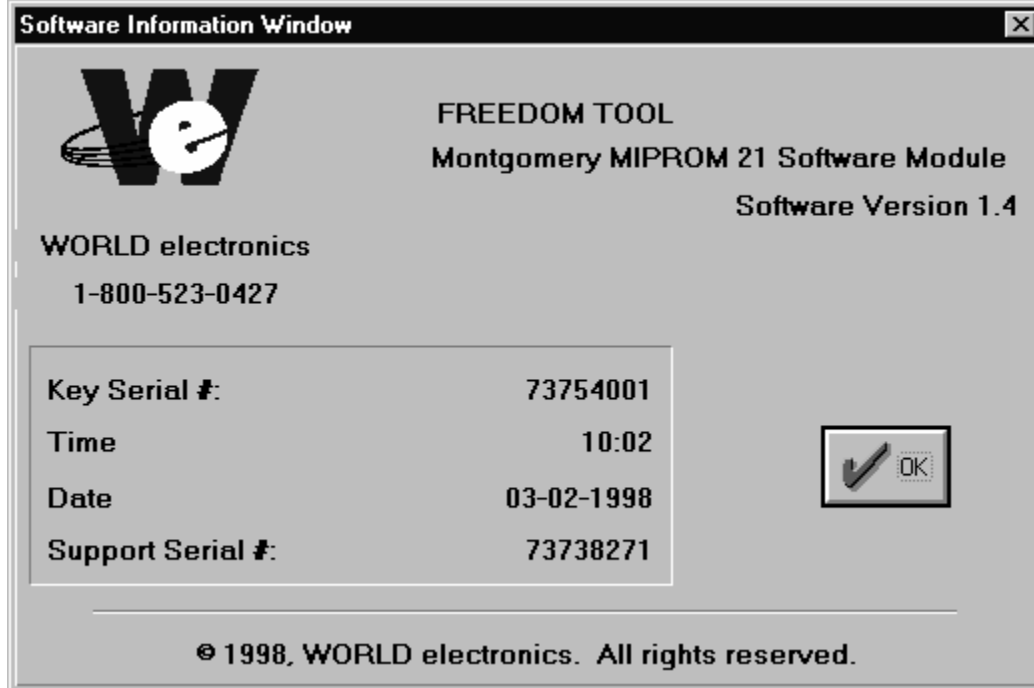 Software Information Window
We
FREEDOM TOOL
Montgomery MIPROM 21 Software Module
Software Version 1.4
WORLD electronics
1-800-523-0427
Key Serial #: 73754001
Time 10:02
Date 03-02-1998
Support Serial #: 73738271
OK
© 1998, WORLD electronics. All rights reserved.